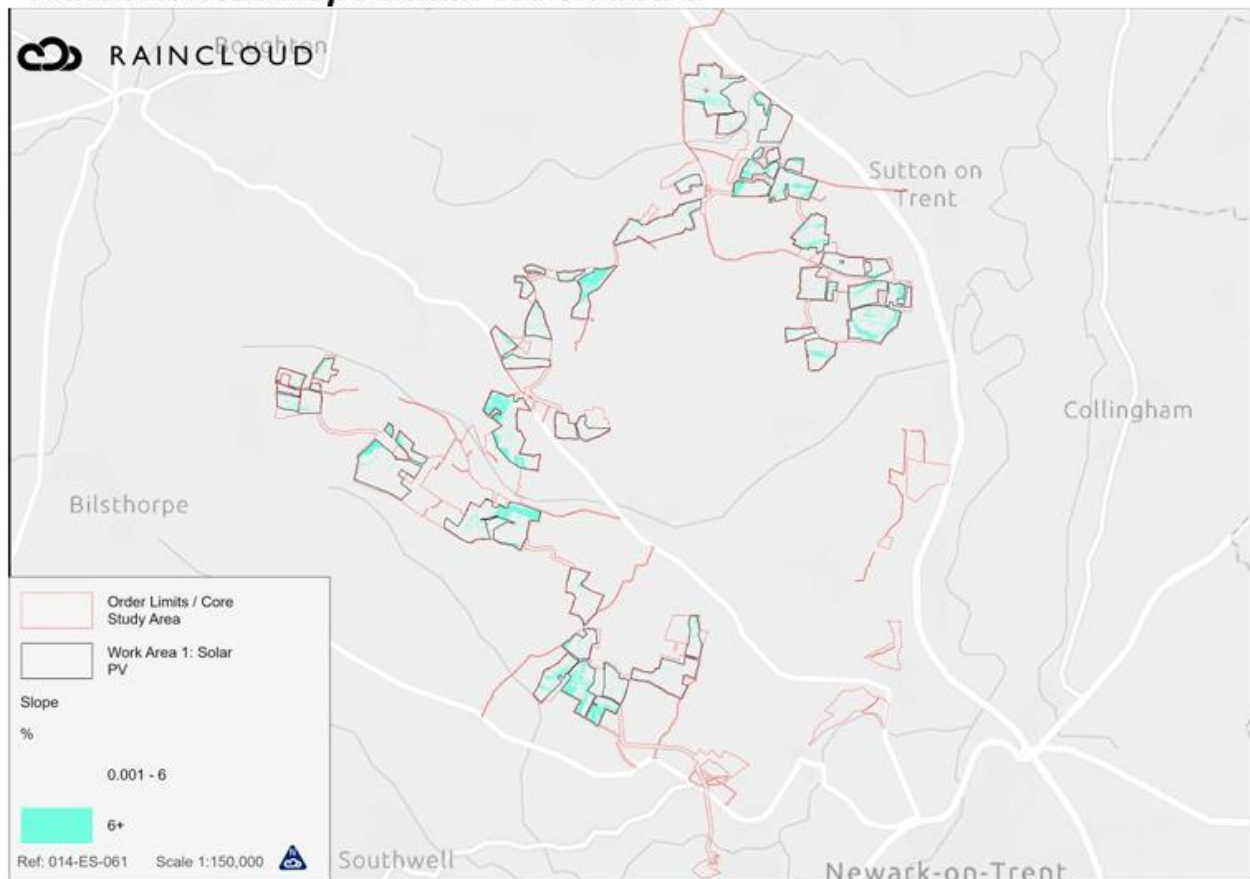 RAINCLOUD
Boughton
Sutton on
Trent
Collingham
Bilsthorpe
Order Limits / Core
Study Area
Work Area 1: Solar
PV
Slope
%
0.001 - 6
6+
Ref: 014-ES-061 Scale 1:150,000
N
Southwell
Newark-on-Trent